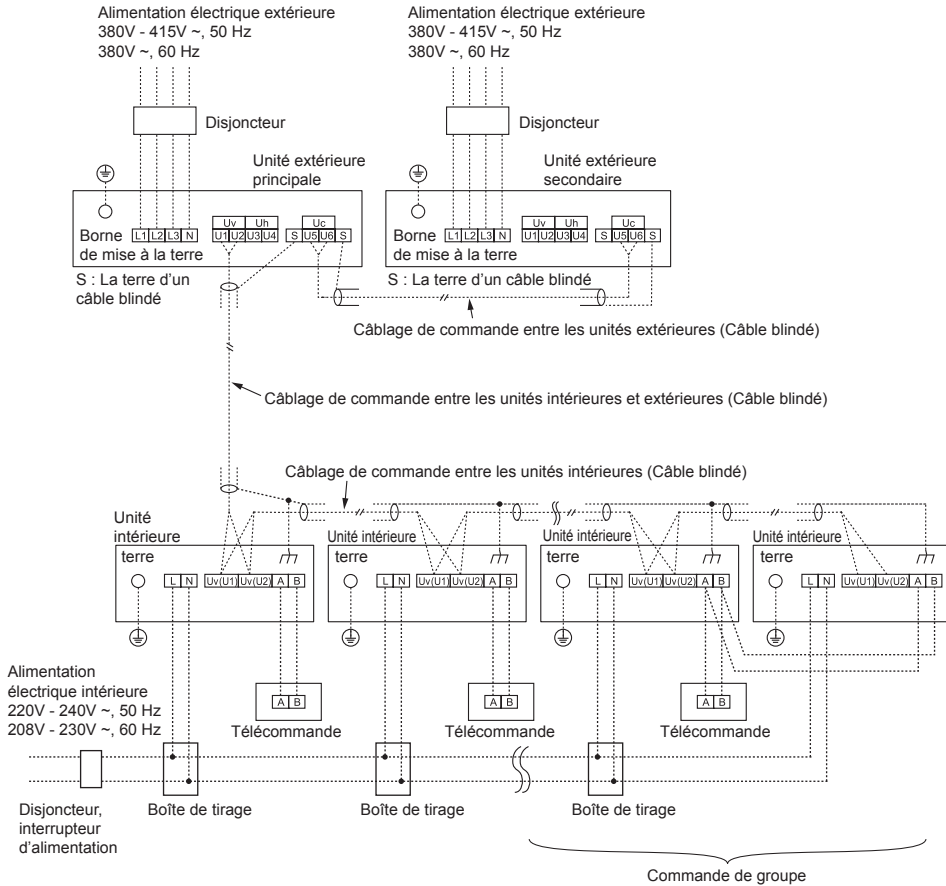 Alimentation électrique extérieure
380V - 415V ~, 50 Hz
380V ~, 60 Hz
Alimentation électrique extérieure
380V - 415V ~, 50 Hz
380V ~, 60 Hz
Disjoncteur
Disjoncteur
Unité extérieure
principale
Unité extérieure
secondaire
Uv Uh Uc
Borne L1 L2 L3 N U1 U2 U3 U4 S U5 U6 S
de mise à la terre
Uv Uh Uc
Borne L1 L2 L3 N U1 U2 U3 U4 S U5 U6 S
de mise à la terre
S : La terre d'un
câble blindé
S : La terre d'un câble blindé
Câblage de commande entre les unités extérieures (Câble blindé)
Câblage de commande entre les unités intérieures et extérieures (Câble blindé)
Câblage de commande entre les unités intérieures (Câble blindé)
Unité
intérieure
Unité intérieure
Unité intérieure
Unité intérieure
terre
terre
terre
terre
L N Uv(U1) Uv(U2) A B
L N Uv(U1) Uv(U2) A B
L N Uv(U1) Uv(U2) A B
L N Uv(U1) Uv(U2) A B
Alimentation
électrique intérieure
220V - 240V ~, 50 Hz
208V - 230V ~, 60 Hz
A B
Télécommande
A B
Télécommande
A B
Télécommande
Disjoncteur,
interrupteur
d'alimentation
Boîte de tirage
Boîte de tirage
Boîte de tirage
Commande de groupe